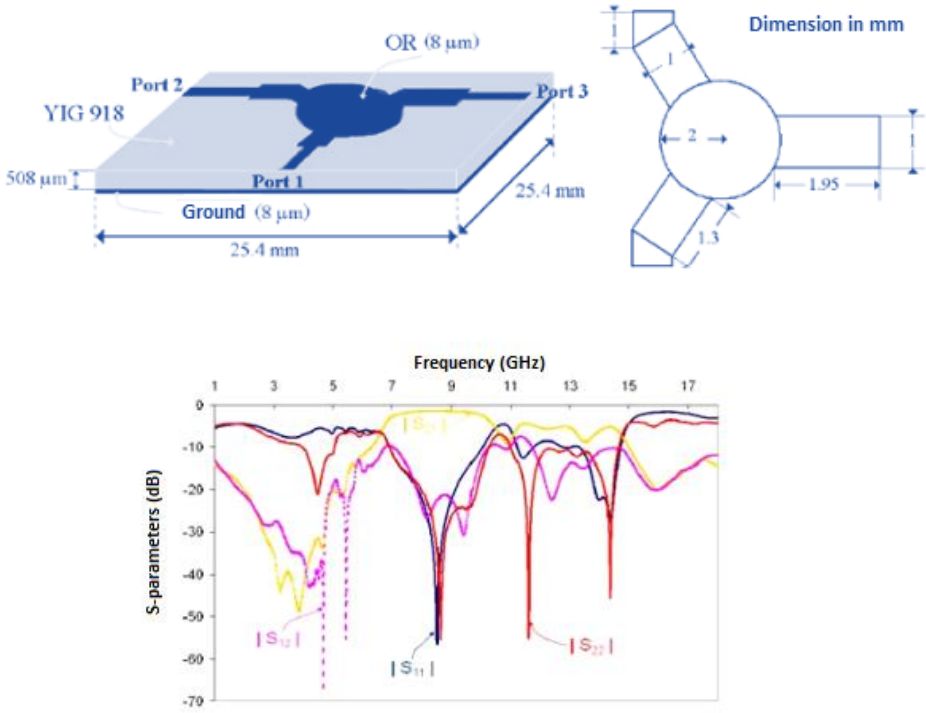 Dimension in mm
OR (8 μm)
Port 2
Port 3
YIG 918
508 μm
Port 1
Ground (8 μm)
25.4 mm
25.4 mm
1
1
2
1
1.95
1.3
Frequency (GHz)
1 3 5 7 9 11 13 15 17
S-parameters (dB)
0
-10
-20
-30
-40
-50
-60
-70
| S₂₁ |
| S₁₂ |
| S₁₁ |
| S₂₂ |